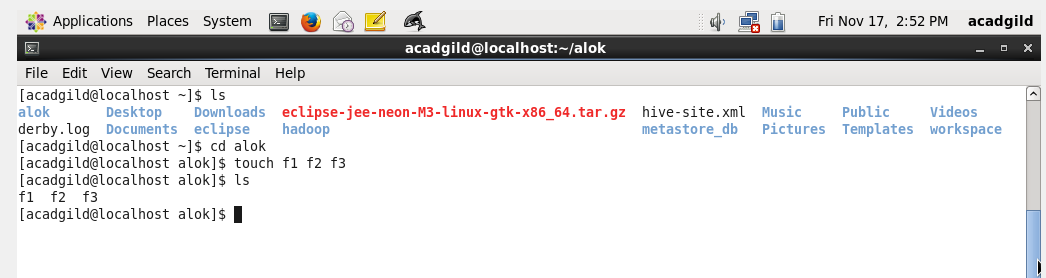 Applications Places System Fri Nov 17, 2:52 PM acadgild
acadgild@localhost:~/alok
File Edit View Search Terminal Help
[acadgild@localhost ~]$ ls
alok Desktop Downloads eclipse-jee-neon-M3-linux-gtk-x86_64.tar.gz hive-site.xml Music Public Videos
derby.log Documents eclipse hadoop metastore_db Pictures Templates workspace
[acadgild@localhost ~]$ cd alok
[acadgild@localhost alok]$ touch f1 f2 f3
[acadgild@localhost alok]$ ls
f1 f2 f3
[acadgild@localhost alok]$